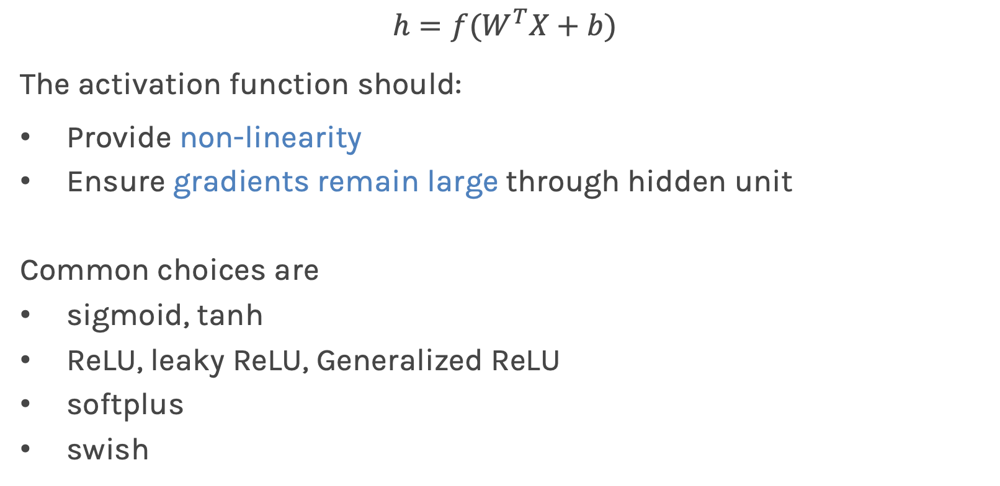 h = f(WᵀX + b)
The activation function should:
• Provide non-linearity
• Ensure gradients remain large through hidden unit
Common choices are
• sigmoid, tanh
• ReLU, leaky ReLU, Generalized ReLU
• softplus
• swish